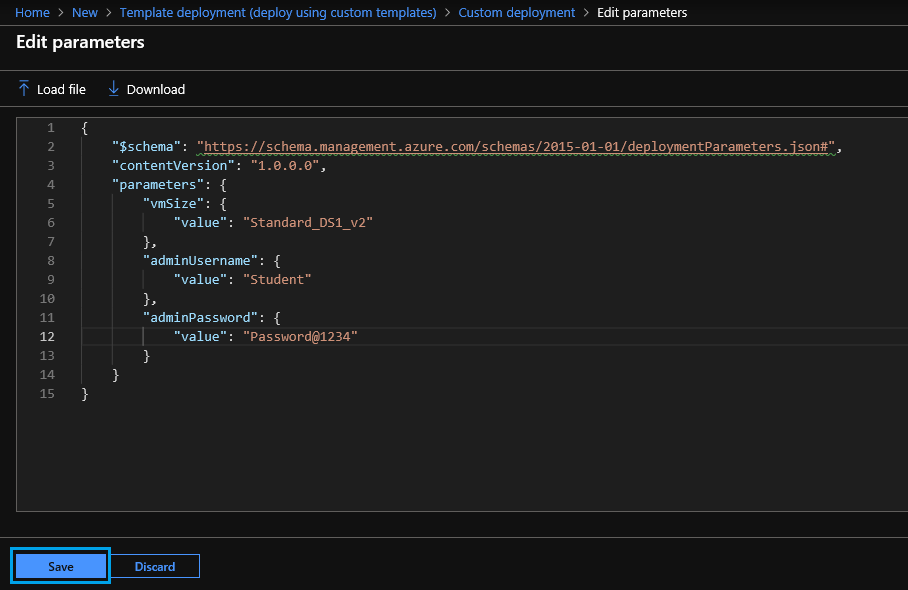 Home > New > Template deployment (deploy using custom templates) > Custom deployment > Edit parameters
Edit parameters
Load file Download
1 {
2 "$schema": "https://schema.management.azure.com/schemas/2015-01-01/deploymentParameters.json#",
3 "contentVersion": "1.0.0.0",
4 "parameters": {
5 "vmSize": {
6 "value": "Standard_DS1_v2"
7 },
8 "adminUsername": {
9 "value": "Student"
10 },
11 "adminPassword": {
12 "value": "Password@1234"
13 }
14 }
15 }
Save Discard